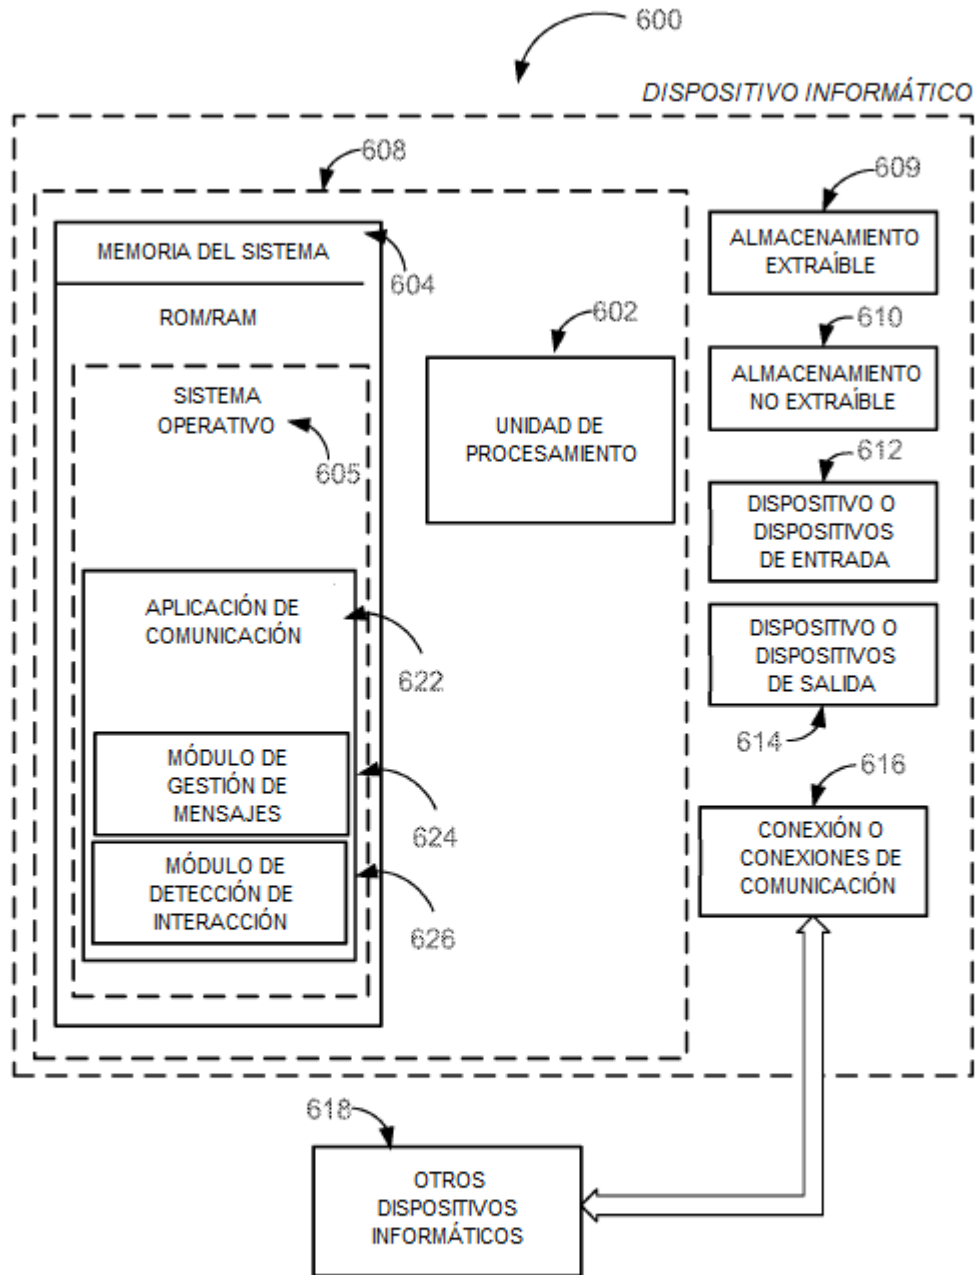 600
DISPOSITIVO INFORMÁTICO
608
609
MEMORIA DEL SISTEMA
604
ALMACENAMIENTO
EXTRAÍBLE
ROM/RAM
602
610
SISTEMA
OPERATIVO
605
UNIDAD DE
PROCESAMIENTO
ALMACENAMIENTO
NO EXTRAÍBLE
612
DISPOSITIVO O
DISPOSITIVOS
DE ENTRADA
APLICACIÓN DE
COMUNICACIÓN
622
DISPOSITIVO O
DISPOSITIVOS
DE SALIDA
614
MÓDULO DE
GESTIÓN DE
MENSAJES
624
616
MÓDULO DE
DETECCIÓN DE
INTERACCIÓN
626
CONEXIÓN O
CONEXIONES DE
COMUNICACIÓN
618
OTROS
DISPOSITIVOS
INFORMÁTICOS